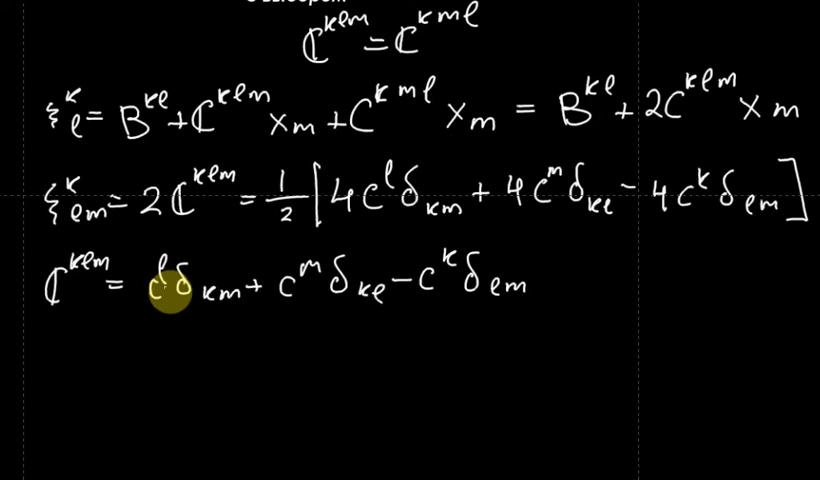 ℂ^{kℓm} = C^{kmℓ}
ξ^k_ℓ = B^{kℓ} + ℂ^{kℓm} x_m + C^{kmℓ} x_m = B^{kℓ} + 2C^{kℓm} x_m
ξ^k_{ℓm} = 2ℂ^{kℓm} = 1/2 [4c^ℓ δ_{km} + 4c^m δ_{kℓ} - 4c^k δ_{ℓm}]
ℂ^{kℓm} = c^ℓ δ_{km} + c^m δ_{kℓ} - c^k δ_{ℓm}